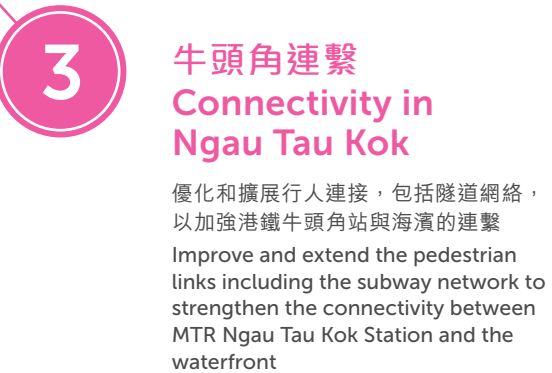 3
牛頭角連繫
Connectivity in
Ngau Tau Kok
優化和擴展行人連接，包括隧道網絡，
以加強港鐵牛頭角站與海濱的連繫
Improve and extend the pedestrian
links including the subway network to
strengthen the connectivity between
MTR Ngau Tau Kok Station and the
waterfront